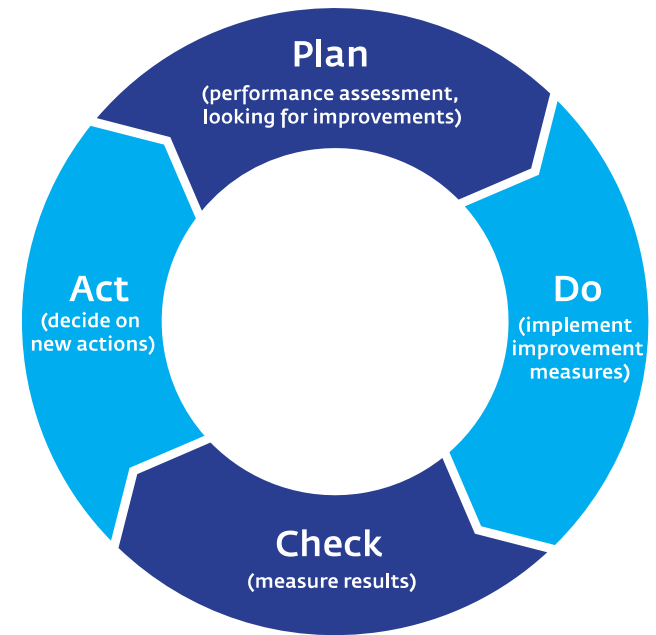 Plan
(performance assessment,
looking for improvements)
Do
(implement
improvement
measures)
Check
(measure results)
Act
(decide on
new actions)